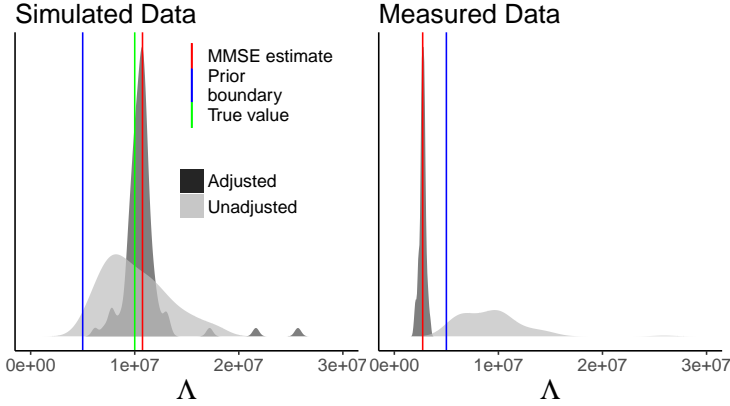 Simulated Data
Measured Data
MMSE estimate
Prior
boundary
True value
Adjusted
Unadjusted
0e+00 1e+07 2e+07 3e+07
0e+00 1e+07 2e+07 3e+07
Λ
Λ